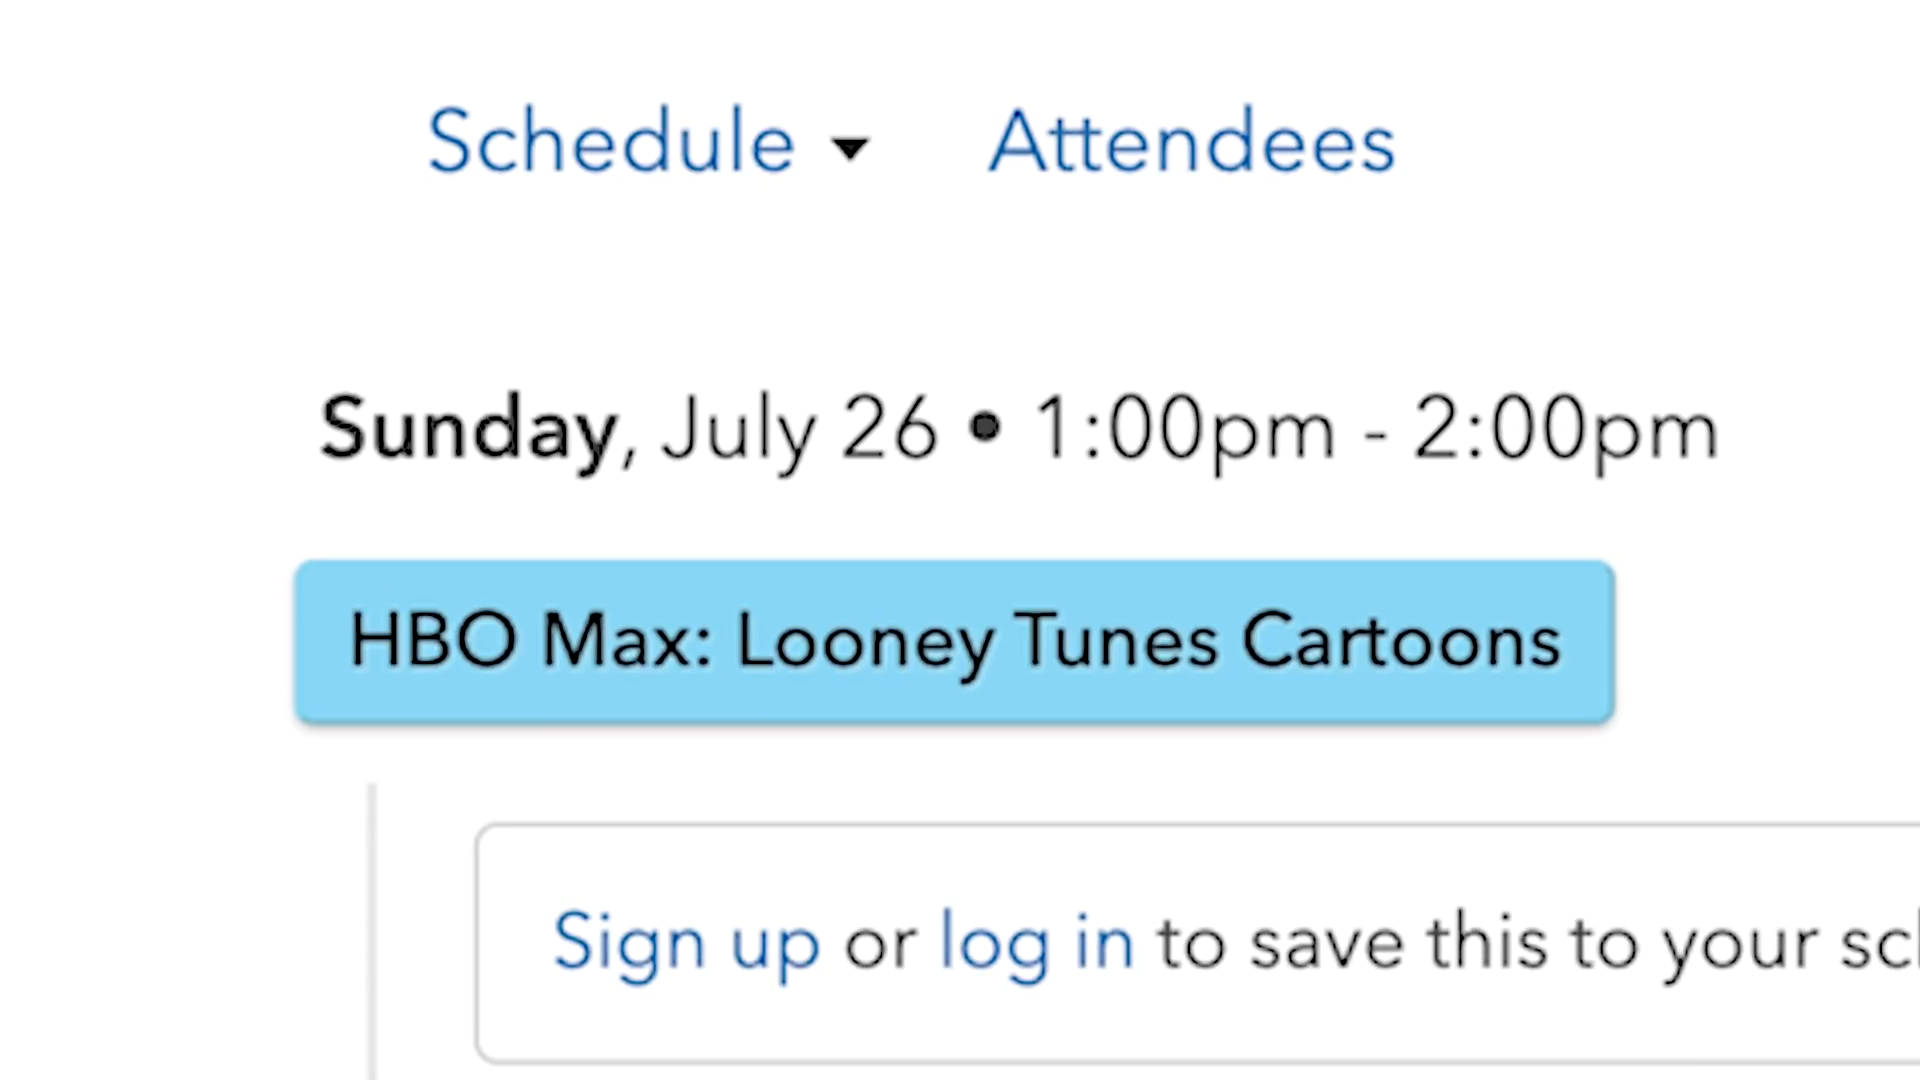 Schedule Attendees
Sunday, July 26 • 1:00pm - 2:00pm
HBO Max: Looney Tunes Cartoons
Sign up or log in to save this to your